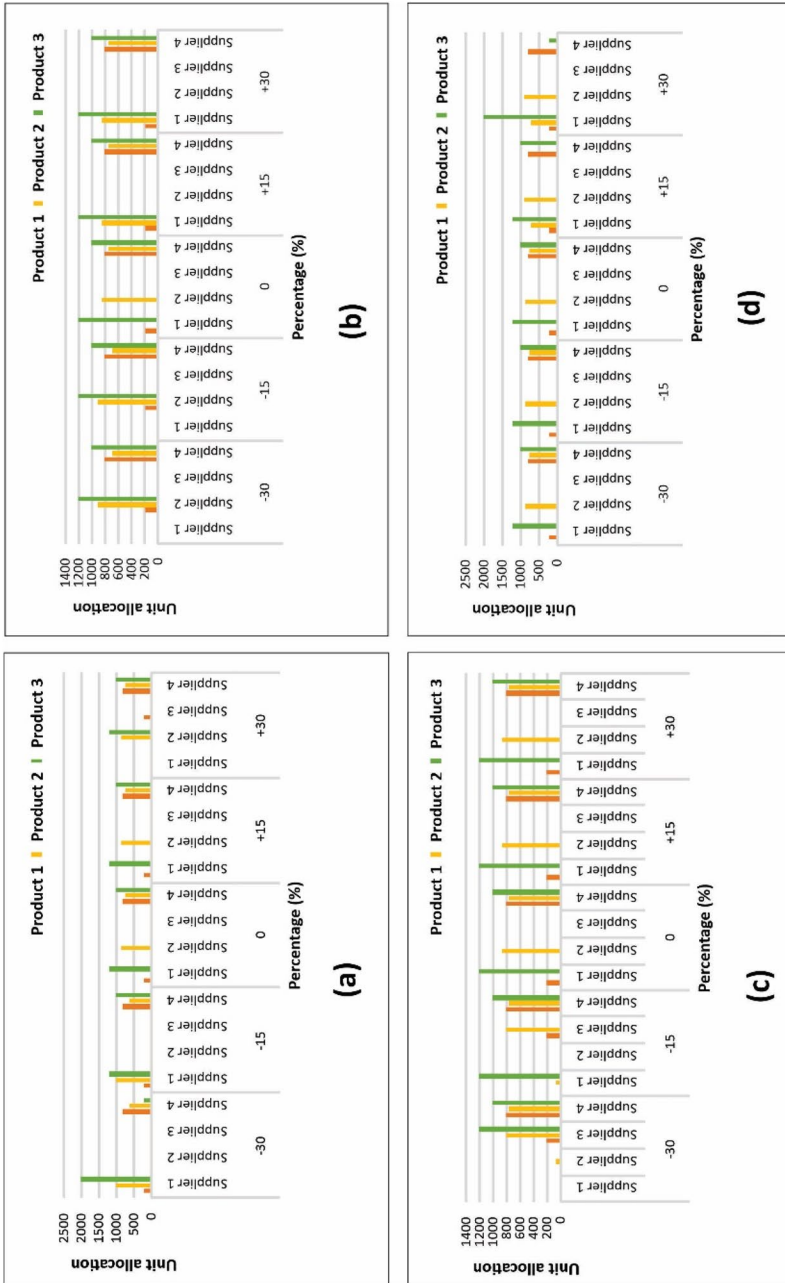 Product 1 Product 2 Product 3
Unit allocation
2500
2000
1500
1000
500
0
Supplier 1
Supplier 2
Supplier 3
Supplier 4
Supplier 1
Supplier 2
Supplier 3
Supplier 4
Supplier 1
Supplier 2
Supplier 3
Supplier 4
Supplier 1
Supplier 2
Supplier 3
Supplier 4
Supplier 1
Supplier 2
Supplier 3
Supplier 4
-30 -15 0 +15 +30
Percentage (%)
(a)
Product 1 Product 2 Product 3
Unit allocation
1400
1200
1000
800
600
400
200
0
Supplier 1
Supplier 2
Supplier 3
Supplier 4
Supplier 1
Supplier 2
Supplier 3
Supplier 4
Supplier 1
Supplier 2
Supplier 3
Supplier 4
Supplier 1
Supplier 2
Supplier 3
Supplier 4
Supplier 1
Supplier 2
Supplier 3
Supplier 4
-30 -15 0 +15 +30
Percentage (%)
(b)
Product 1 Product 2 Product 3
Unit allocation
1400
1200
1000
800
600
400
200
0
Supplier 1
Supplier 2
Supplier 3
Supplier 4
Supplier 1
Supplier 2
Supplier 3
Supplier 4
Supplier 1
Supplier 2
Supplier 3
Supplier 4
Supplier 1
Supplier 2
Supplier 3
Supplier 4
Supplier 1
Supplier 2
Supplier 3
Supplier 4
-30 -15 0 +15 +30
Percentage (%)
(c)
Product 1 Product 2 Product 3
Unit allocation
2500
2000
1500
1000
500
0
Supplier 1
Supplier 2
Supplier 3
Supplier 4
Supplier 1
Supplier 2
Supplier 3
Supplier 4
Supplier 1
Supplier 2
Supplier 3
Supplier 4
Supplier 1
Supplier 2
Supplier 3
Supplier 4
Supplier 1
Supplier 2
Supplier 3
Supplier 4
-30 -15 0 +15 +30
Percentage (%)
(d)